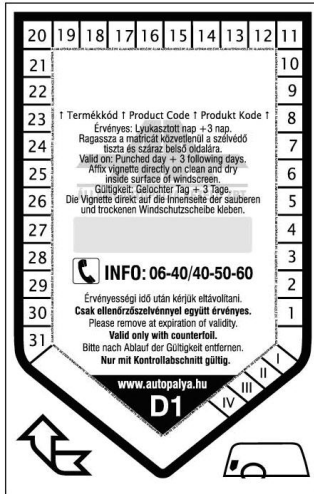 20 19 18 17 16 15 14 13 12 11
21 10
22 9
23 8
24 7
25 6
26 5
27 4
28 3
29 2
30 1
31
↑ Termékkód ↑ Product Code ↑ Produkt Kode ↑
Érvényes: Lyukasztott nap +3 nap.
Ragassza a matricát közvetlenül a szélvédő
tiszta és száraz belső oldalára.
Valid on: Punched day + 3 following days.
Affix vignette directly on clean and dry
inside surface of windscreen.
Gültigkeit: Gelochter Tag + 3 Tage.
Die Vignette direkt auf die Innenseite der sauberen
und trockenen Windschutzscheibe kleben.
INFO: 06-40/40-50-60
Érvényességi idő után kérjük eltávolítani.
Csak ellenőrzőszelvénnyel együtt érvényes.
Please remove at expiration of validity.
Valid only with counterfoil.
Bitte nach Ablauf der Gültigkeit entfernen.
Nur mit Kontrollabschnitt gültig.
I
II
III
IV
www.autopalya.hu
D1